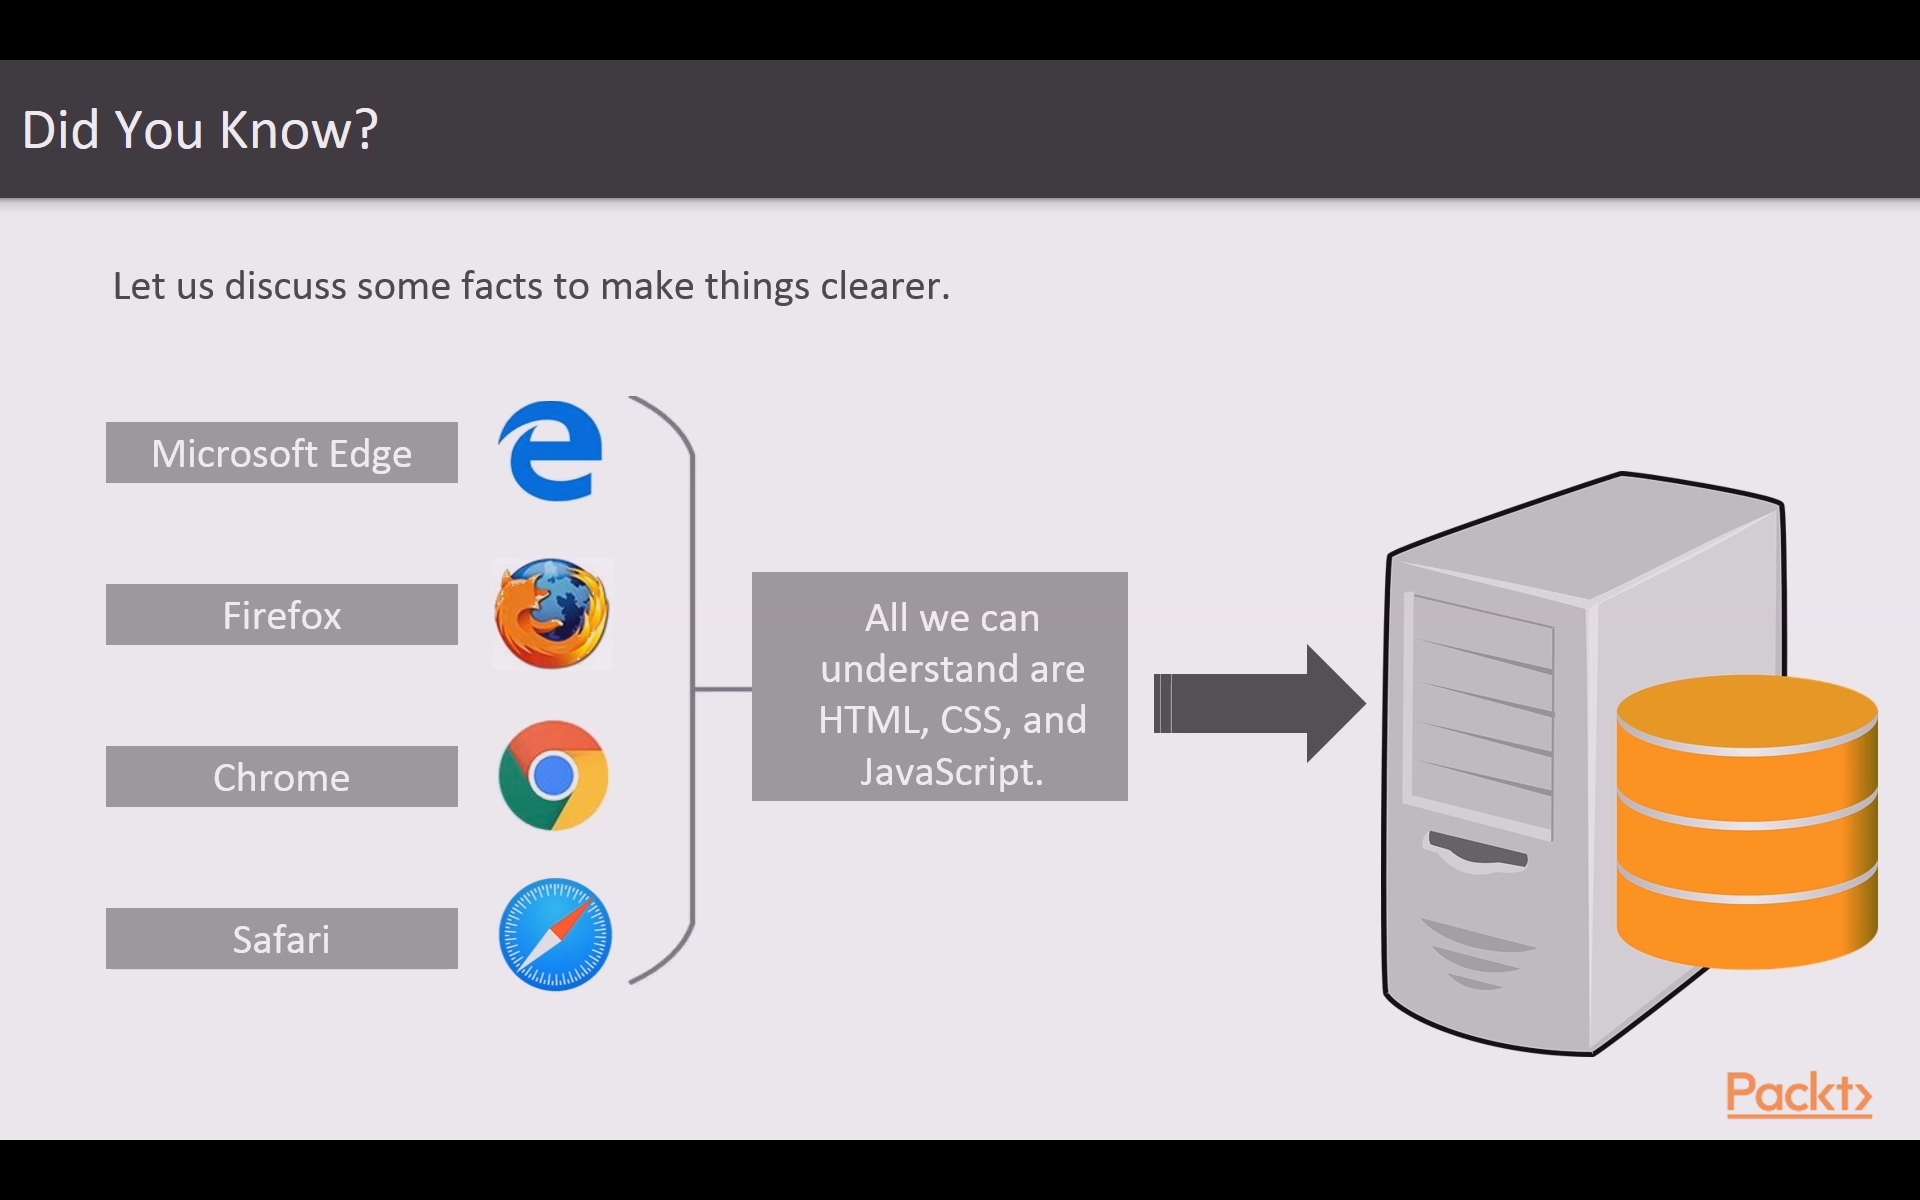 Did You Know?
Let us discuss some facts to make things clearer.
Microsoft Edge
Firefox
Chrome
Safari
All we can
understand are
HTML, CSS, and
JavaScript.
Packt>